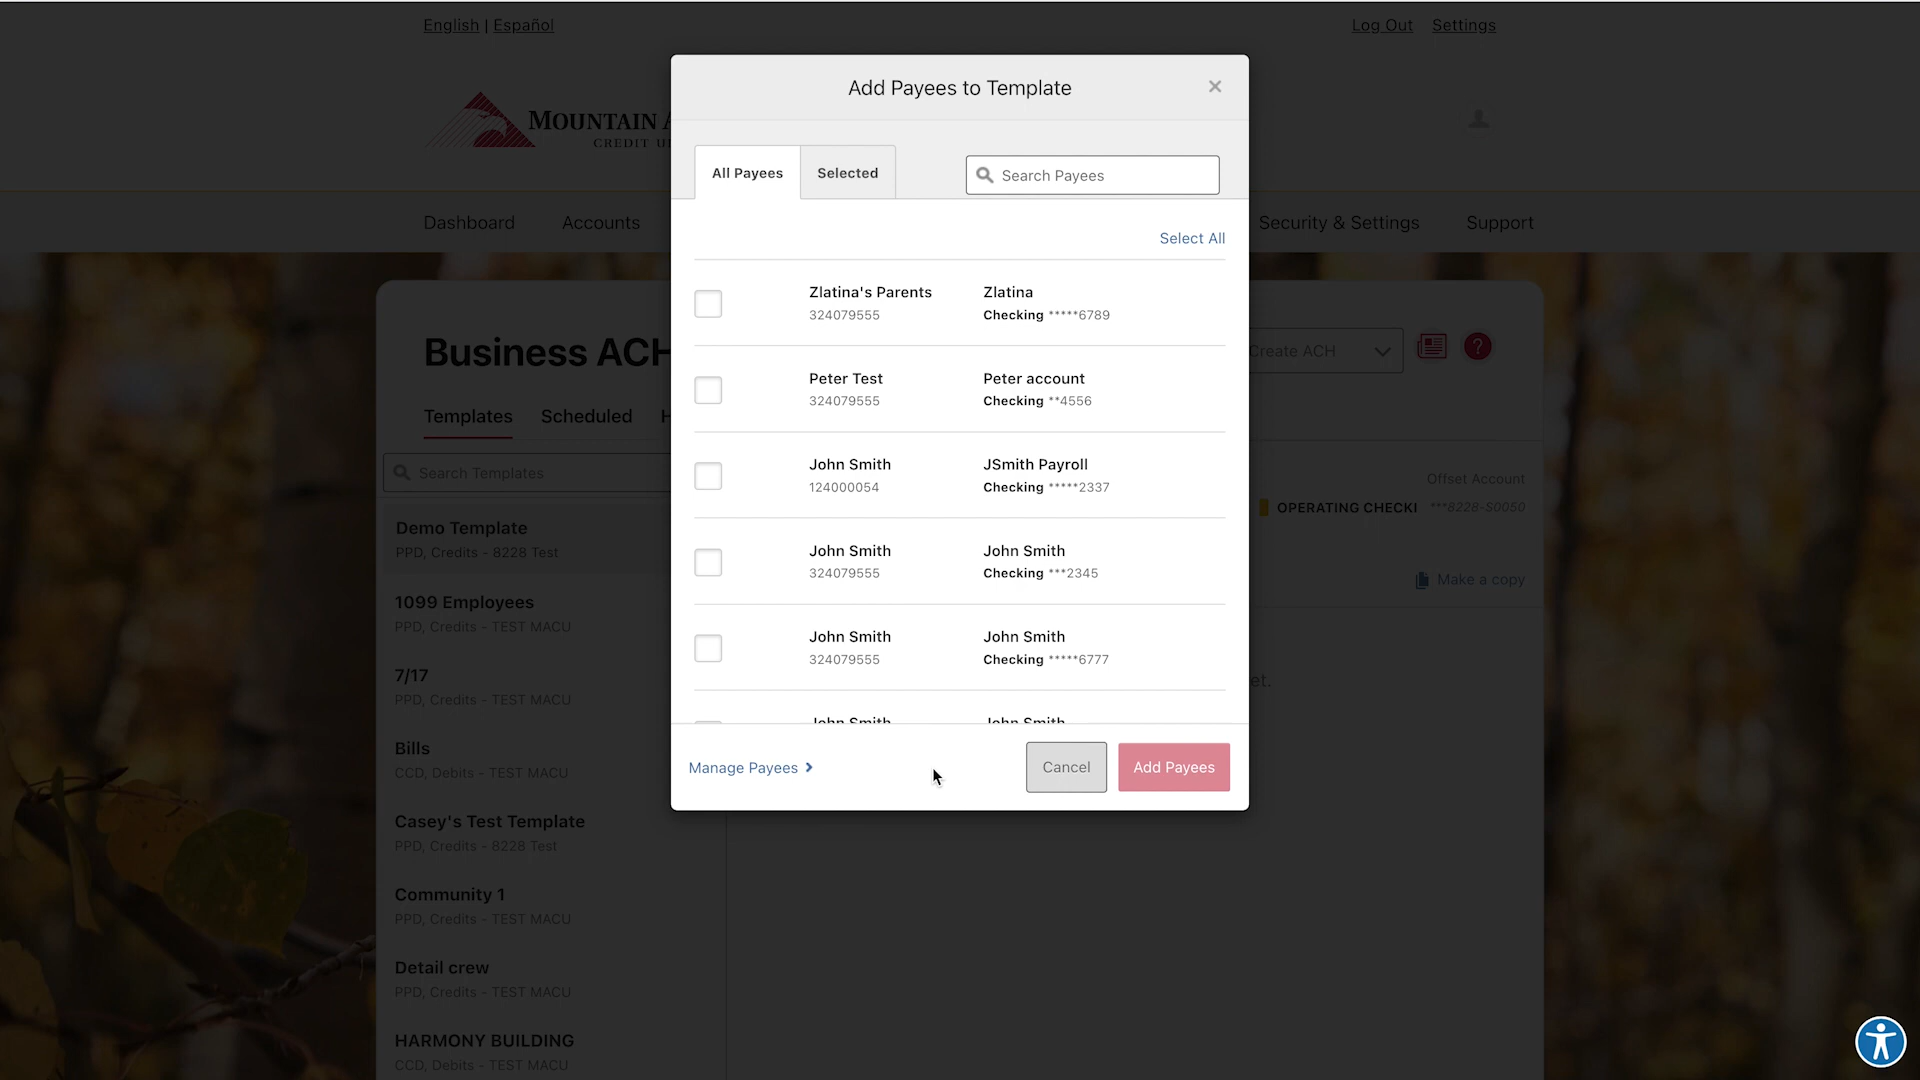 English | Español
Log Out Settings
Add Payees to Template
MOUNTAIN
CREDIT
All Payees Selected Search Payees
Dashboard Accounts Security & Settings Support
Select All
Zlatina's Parents Zlatina
324079555 Checking *****6789
Business ACH
Create ACH ?
Peter Test Peter account
324079555 Checking **4556
Templates Scheduled
Search Templates
John Smith JSmith Payroll
124000054 Checking *****2337
Offset Account
OPERATING CHECKI ***8228-S0050
Demo Template
PPD, Credits - 8228 Test
John Smith John Smith
324079555 Checking ***2345
Make a copy
1099 Employees
PPD, Credits - TEST MACU
John Smith John Smith
324079555 Checking *****6777
7/17
PPD, Credits - TEST MACU
John Smith John Smith
Bills
CCD, Debits - TEST MACU
Manage Payees Cancel Add Payees
Casey's Test Template
PPD, Credits - 8228 Test
Community 1
PPD, Credits - TEST MACU
Detail crew
PPD, Credits - TEST MACU
HARMONY BUILDING
CCD, Debits - TEST MACU